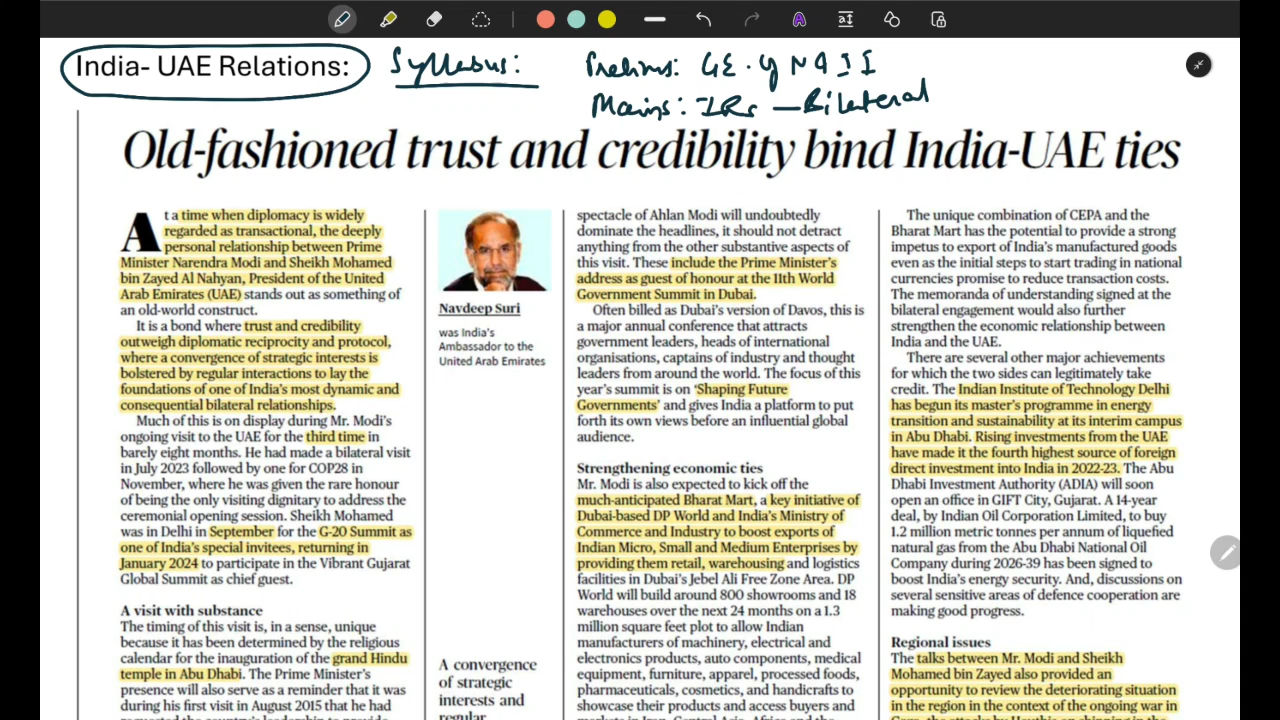 India- UAE Relations:
Syllabus:
Prelims: GE. of N & I I
Mains: IRs - Bilateral
Old-fashioned trust and credibility bind India-UAE ties
At a time when diplomacy is widely
regarded as transactional, the deeply
personal relationship between Prime
Minister Narendra Modi and Sheikh Mohamed
bin Zayed Al Nahyan, President of the United
Arab Emirates (UAE) stands out as something of
an old-world construct.
It is a bond where trust and credibility
outweigh diplomatic reciprocity and protocol,
where a convergence of strategic interests is
bolstered by regular interactions to lay the
foundations of one of India's most dynamic and
consequential bilateral relationships.
Much of this is on display during Mr. Modi's
ongoing visit to the UAE for the third time in
barely eight months. He had made a bilateral visit
in July 2023 followed by one for COP28 in
November, where he was given the rare honour
of being the only visiting dignitary to address the
ceremonial opening session. Sheikh Mohamed
was in Delhi in September for the G-20 Summit as
one of India's special invitees, returning in
January 2024 to participate in the Vibrant Gujarat
Global Summit as chief guest.
A visit with substance
The timing of this visit is, in a sense, unique
because it has been determined by the religious
calendar for the inauguration of the grand Hindu
temple in Abu Dhabi. The Prime Minister's
presence will also serve as a reminder that it was
during his first visit in August 2015 that he had
Navdeep Suri
was India's
Ambassador to the
United Arab Emirates
A convergence
of strategic
interests and
regular
spectacle of Ahlan Modi will undoubtedly
dominate the headlines, it should not detract
anything from the other substantive aspects of
this visit. These include the Prime Minister's
address as guest of honour at the 11th World
Government Summit in Dubai.
Often billed as Dubai's version of Davos, this is
a major annual conference that attracts
government leaders, heads of international
organisations, captains of industry and thought
leaders from around the world. The focus of this
year's summit is on 'Shaping Future
Governments' and gives India a platform to put
forth its own views before an influential global
audience.
Strengthening economic ties
Mr. Modi is also expected to kick off the
much-anticipated Bharat Mart, a key initiative of
Dubai-based DP World and India's Ministry of
Commerce and Industry to boost exports of
Indian Micro, Small and Medium Enterprises by
providing them retail, warehousing and logistics
facilities in Dubai's Jebel Ali Free Zone Area. DP
World will build around 800 showrooms and 18
warehouses over the next 24 months on a 1.3
million square feet plot to allow Indian
manufacturers of machinery, electrical and
electronics products, auto components, medical
equipment, furniture, apparel, processed foods,
pharmaceuticals, cosmetics, and handicrafts to
showcase their products and access buyers and
The unique combination of CEPA and the
Bharat Mart has the potential to provide a strong
impetus to export of India's manufactured goods
even as the initial steps to start trading in national
currencies promise to reduce transaction costs.
The memoranda of understanding signed at the
bilateral engagement would also further
strengthen the economic relationship between
India and the UAE.
There are several other major achievements
for which the two sides can legitimately take
credit. The Indian Institute of Technology Delhi
has begun its master's programme in energy
transition and sustainability at its interim campus
in Abu Dhabi. Rising investments from the UAE
have made it the fourth highest source of foreign
direct investment into India in 2022-23. The Abu
Dhabi Investment Authority (ADIA) will soon
open an office in GIFT City, Gujarat. A 14-year
deal, by Indian Oil Corporation Limited, to buy
1.2 million metric tonnes per annum of liquefied
natural gas from the Abu Dhabi National Oil
Company during 2026-39 has been signed to
boost India's energy security. And, discussions on
several sensitive areas of defence cooperation are
making good progress.
Regional issues
The talks between Mr. Modi and Sheikh
Mohamed bin Zayed also provided an
opportunity to review the deteriorating situation
in the region in the context of the ongoing war in